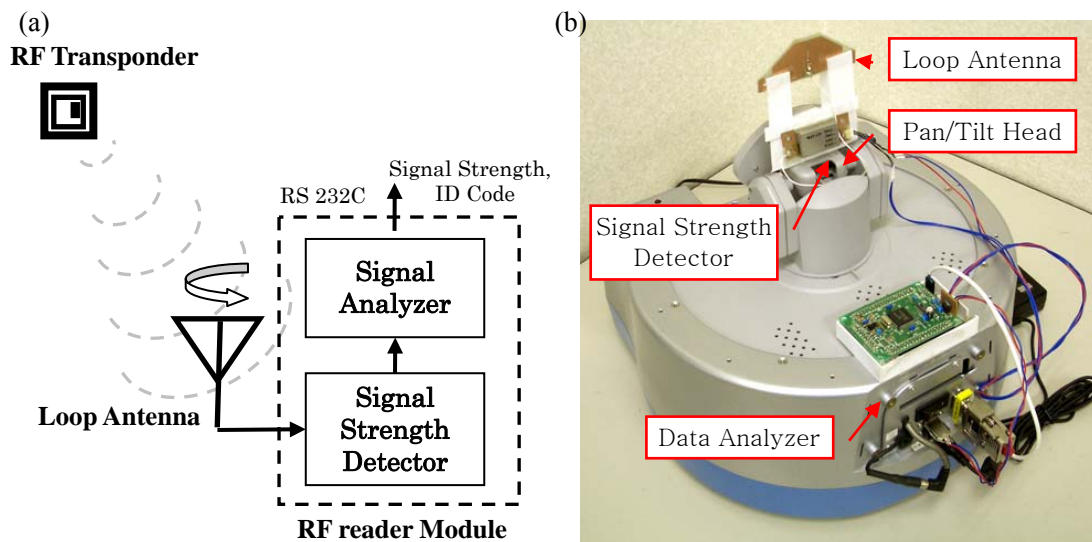 (a)
RF Transponder
Signal Strength,
ID Code
RS 232C
Signal
Analyzer
Loop Antenna
Signal
Strength
Detector
RF reader Module
(b)
Loop Antenna
Pan/Tilt Head
Signal Strength
Detector
Data Analyzer